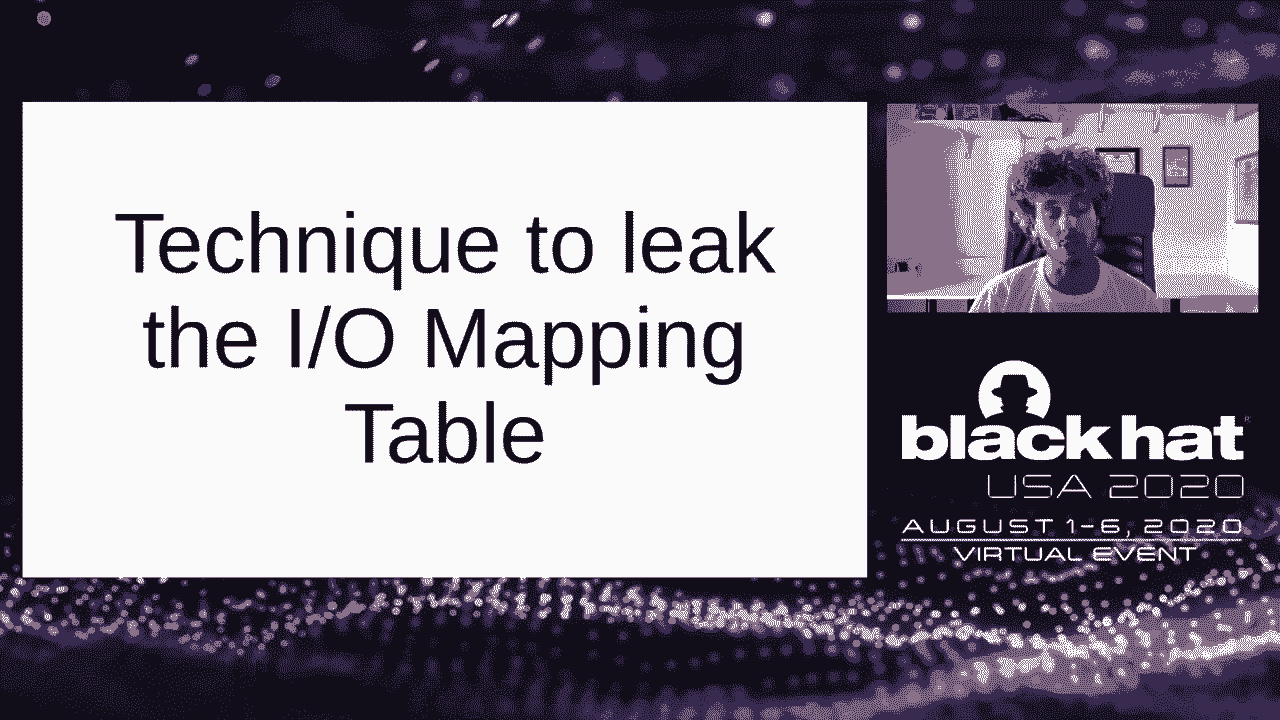 Technique to leak
the I/O Mapping
Table
black hat
USA 2020
AUGUST 1-6, 2020
VIRTUAL EVENT